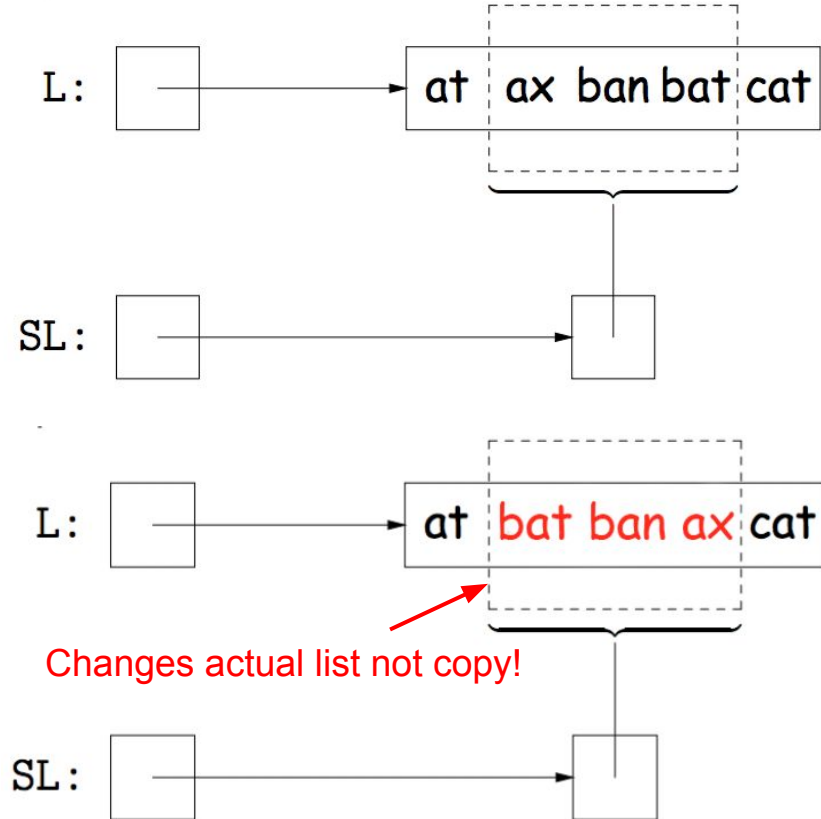 L: at ax ban bat cat
SL:
L: at bat ban ax cat
Changes actual list not copy!
SL: